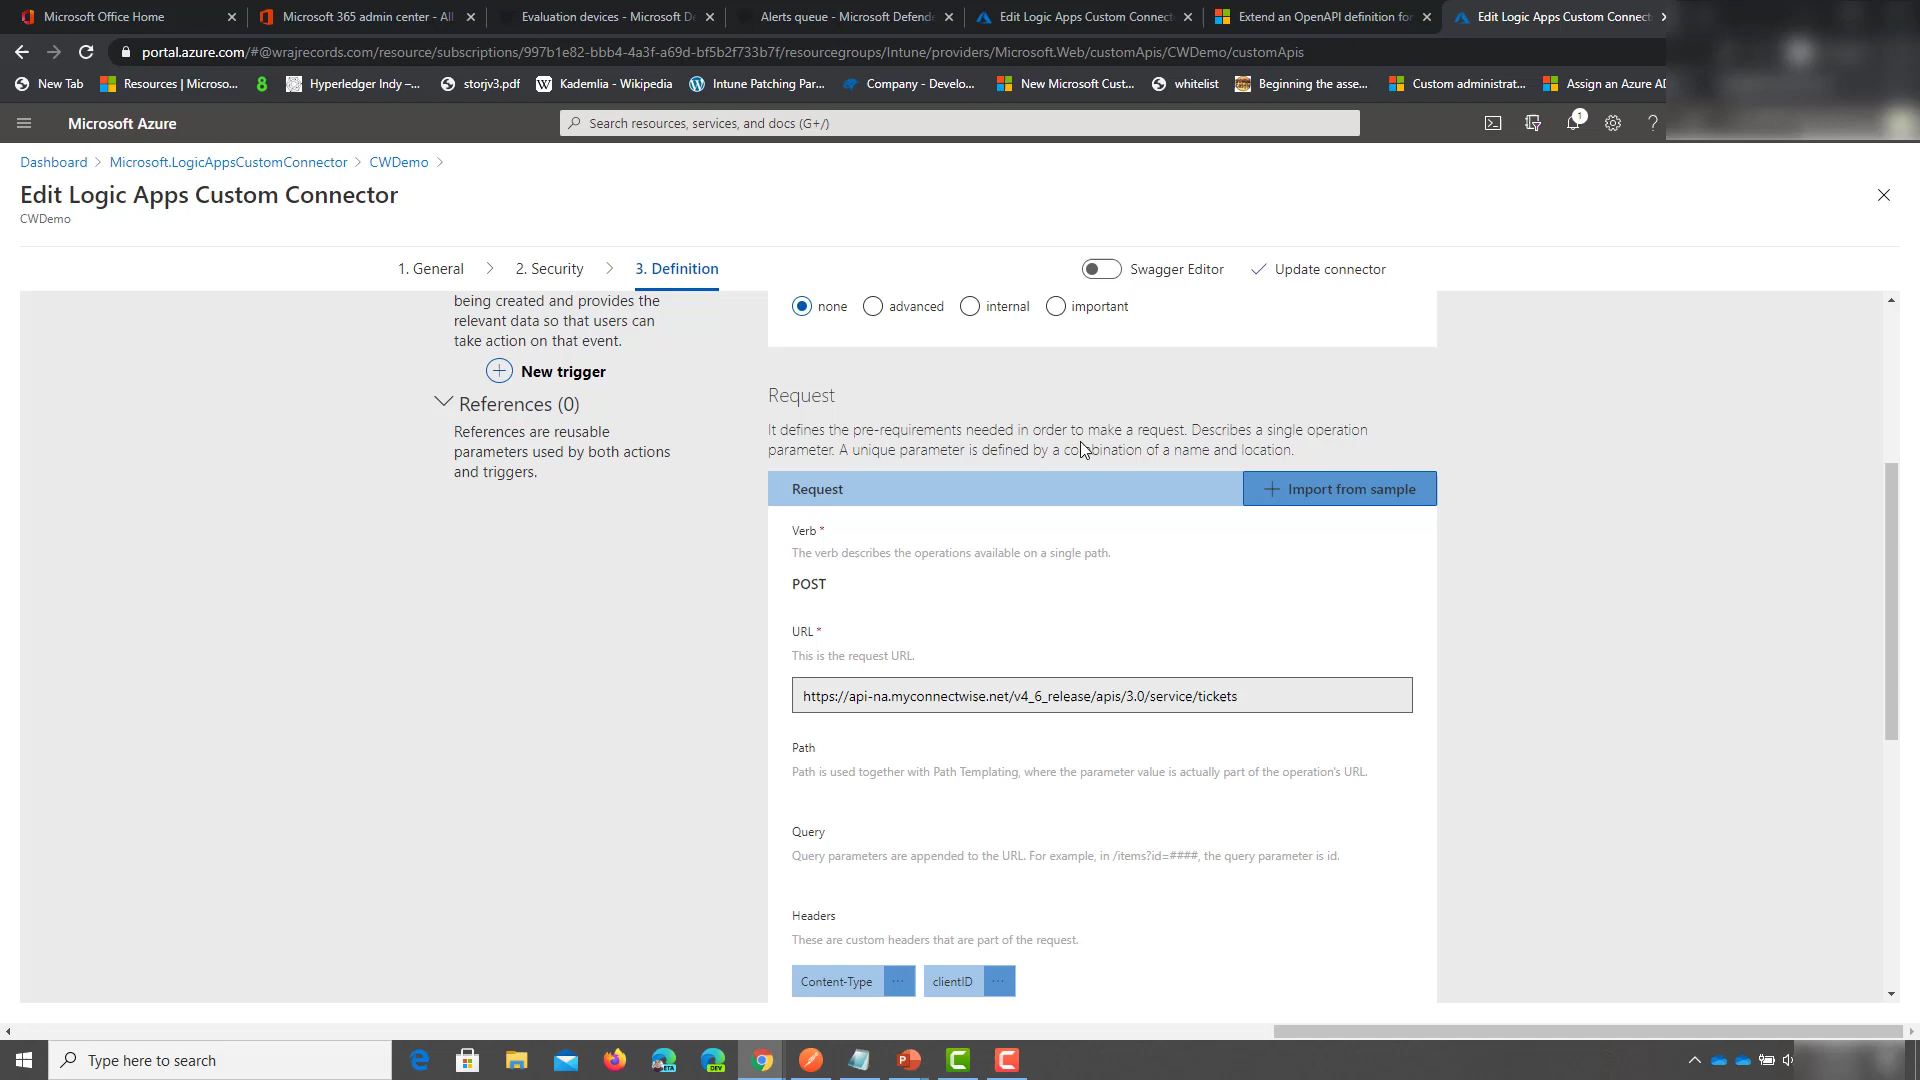 Microsoft Office Home
Microsoft 365 admin center - All
Evaluation devices - Microsoft De
Alerts queue - Microsoft Defende
Edit Logic Apps Custom Connect
Extend an OpenAPI definition for
Edit Logic Apps Custom Connect
portal.azure.com/#@wrajrecords.com/resource/subscriptions/997b1e82-bbb4-4a3f-a69d-bf5b2f733b7f/resourcegroups/Intune/providers/Microsoft.Web/customApis/CWDemo/customApis
New Tab
Resources | Microso...
Hyperledger Indy –...
storjv3.pdf
Kademlia - Wikipedia
Intune Patching Par...
Company - Develo...
New Microsoft Cust...
whitelist
Beginning the asse...
Custom administrat...
Assign an Azure AD
Microsoft Azure
Search resources, services, and docs (G+/)
1
Dashboard > Microsoft.LogicAppsCustomConnector > CWDemo >
Edit Logic Apps Custom Connector
CWDemo
1. General > 2. Security > 3. Definition
Swagger Editor
Update connector
being created and provides the
relevant data so that users can
take action on that event.
New trigger
References (0)
References are reusable
parameters used by both actions
and triggers.
none advanced internal important
Request
It defines the pre-requirements needed in order to make a request. Describes a single operation
parameter. A unique parameter is defined by a combination of a name and location.
Request
Import from sample
Verb *
The verb describes the operations available on a single path.
POST
URL *
This is the request URL.
https://api-na.myconnectwise.net/v4_6_release/apis/3.0/service/tickets
Path
Path is used together with Path Templating, where the parameter value is actually part of the operation's URL.
Query
Query parameters are appended to the URL. For example, in /items?id=####, the query parameter is id.
Headers
These are custom headers that are part of the request.
Content-Type ...
clientID ...
Type here to search